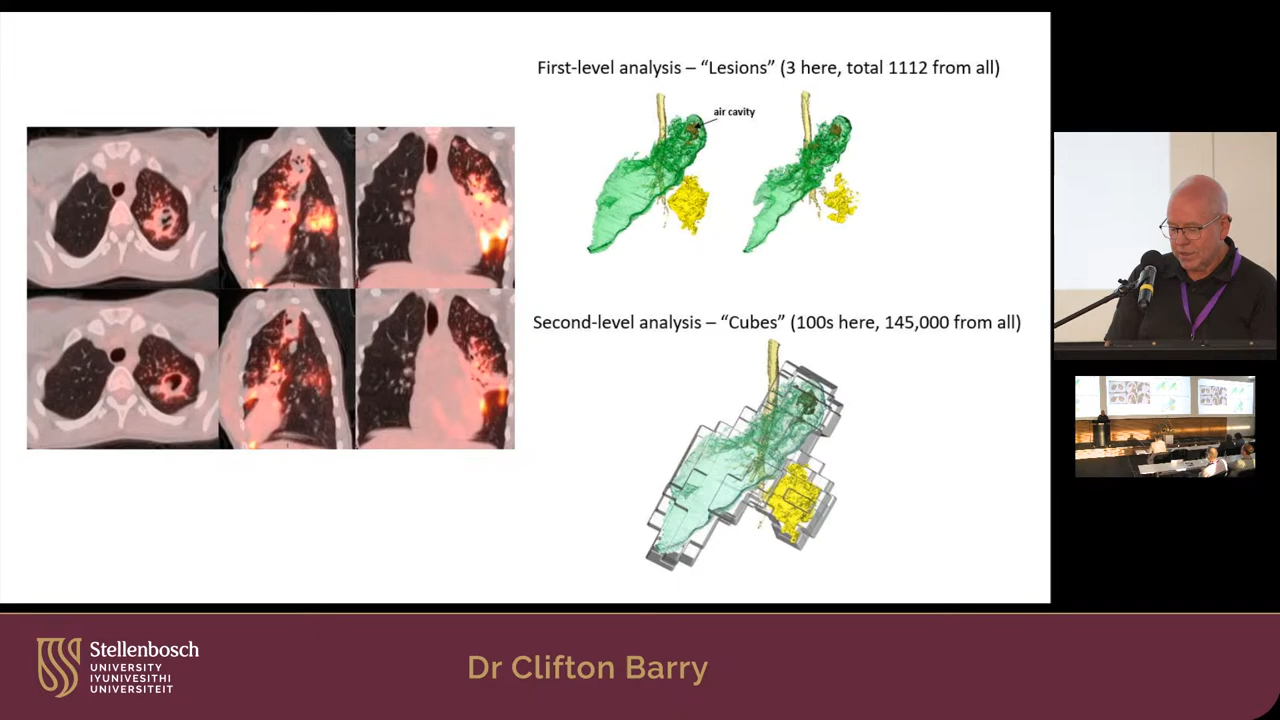 First-level analysis – “Lesions” (3 here, total 1112 from all)
air cavity
Second-level analysis – “Cubes” (100s here, 145,000 from all)
Stellenbosch
UNIVERSITY
IYUNIVESITHI
UNIVERSITEIT
Dr Clifton Barry